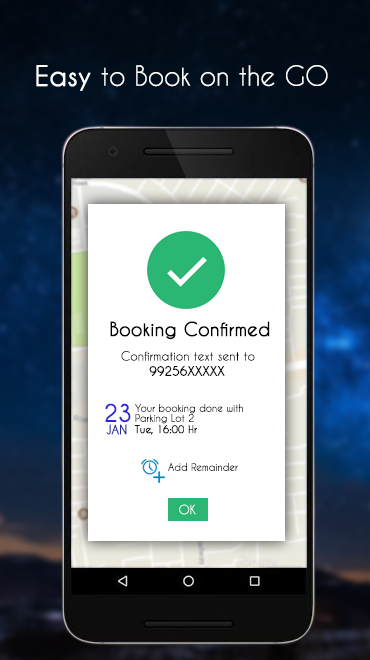 Easy to Book on the GO
Booking Confirmed
Confirmation text sent to
99256XXXXX
23
JAN
Your booking done with
Parking Lot 2
Tue, 16:00 Hr
Add Remainder
OK